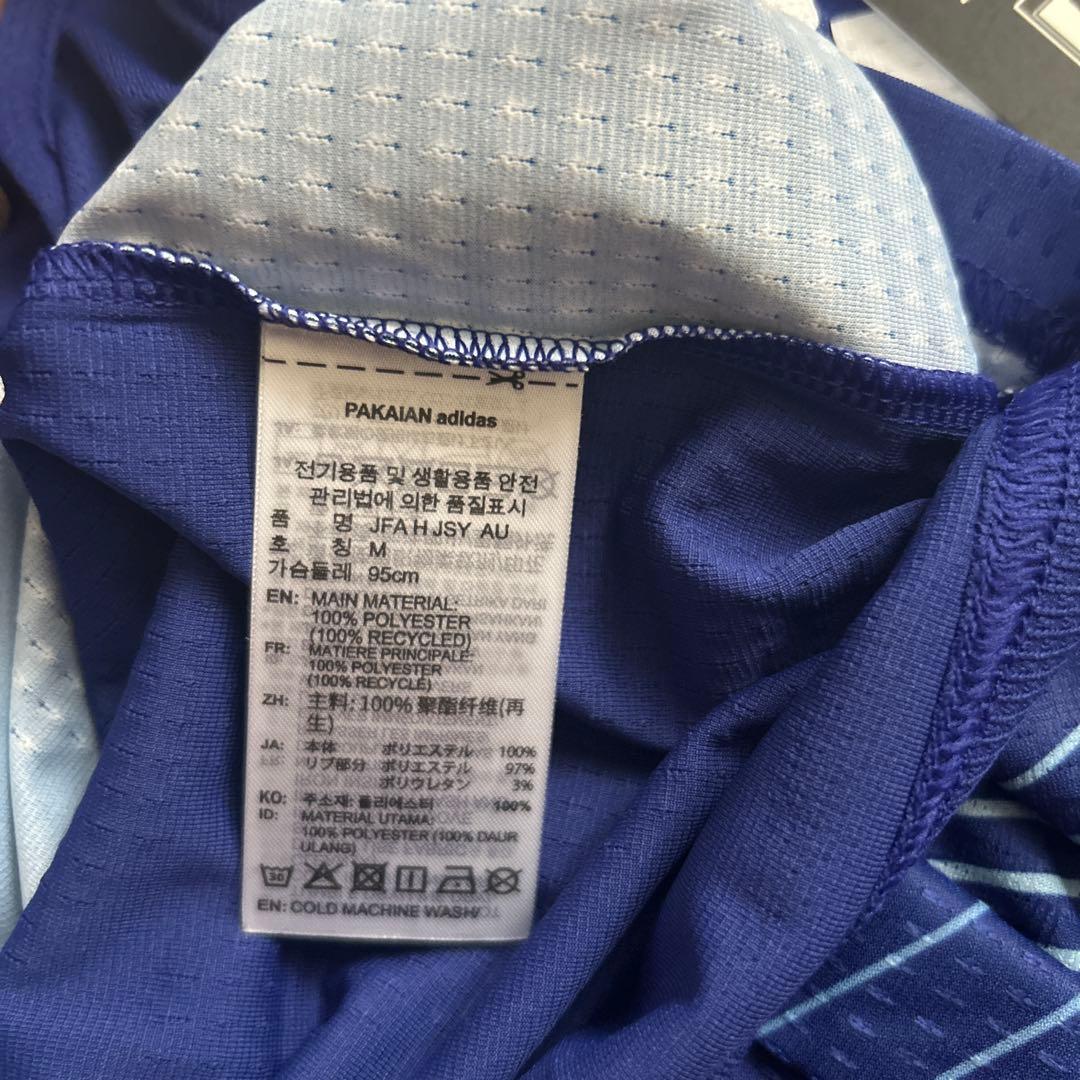 PAKAIAN adidas
전기용품 및 생활용품 안전
관리법에 의한 품질표시
품 명 JFA H JSY AU
호 칭 M
가슴둘레 95cm
EN: MAIN MATERIAL:
100% POLYESTER
(100% RECYCLED)
FR: MATIERE PRINCIPALE:
100% POLYESTER
(100% RECYCLÉ)
ZH: 主料: 100% 聚酯纤维(再
生)
JA: 本体 ポリエステル 100%
リブ部分 ポリエステル 97%
ポリウレタン 3%
KO: 주소재: 폴리에스터 100%
ID: MATERIAL UTAMA:
100% POLYESTER (100% DAUR
ULANG)
30
EN: COLD MACHINE WASH/